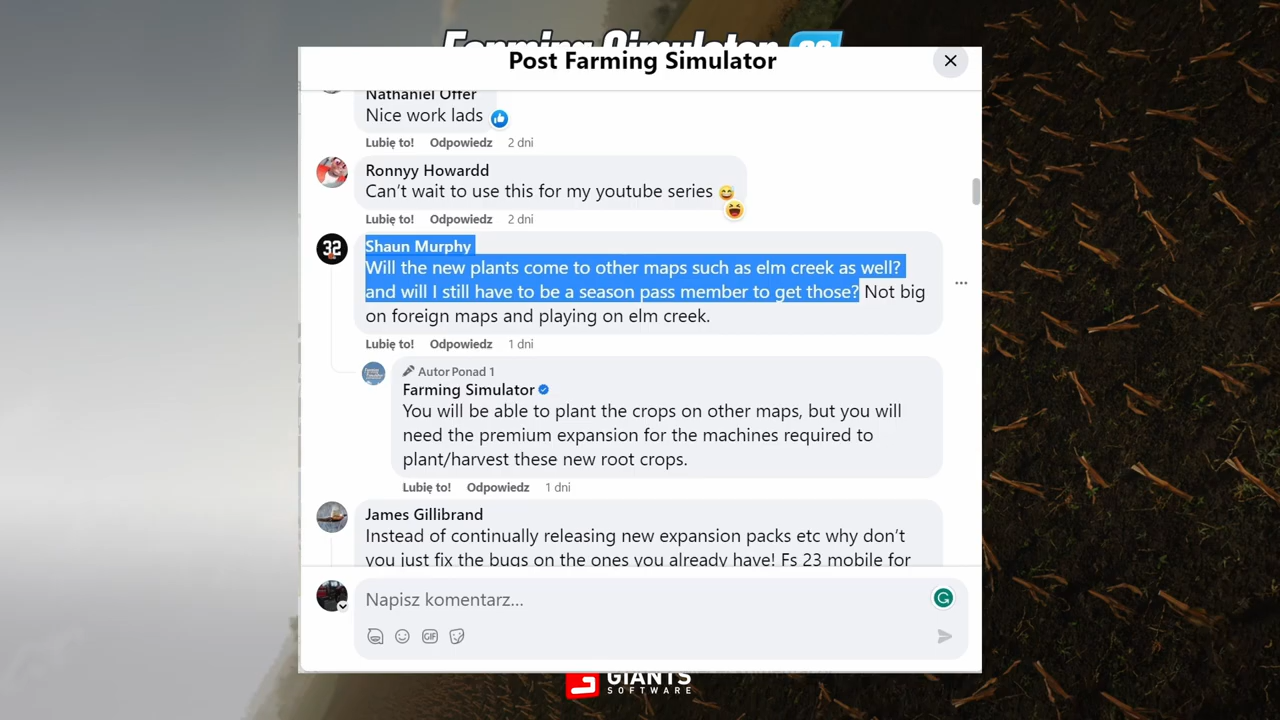 Farming Simulator 22
Post Farming Simulator
Nathaniel Offer
Nice work lads
Lubię to! Odpowiedz 2 dni
Ronnyy Howardd
Can't wait to use this for my youtube series 😅
Lubię to! Odpowiedz 2 dni
32
Shaun Murphy
Will the new plants come to other maps such as elm creek as well?
and will I still have to be a season pass member to get those? Not big
on foreign maps and playing on elm creek.
Lubię to! Odpowiedz 1 dni
Autor Ponad 1
Farming Simulator
You will be able to plant the crops on other maps, but you will
need the premium expansion for the machines required to
plant/harvest these new root crops.
Lubię to! Odpowiedz 1 dni
James Gillibrand
Instead of continually releasing new expansion packs etc why don't
you just fix the bugs on the ones you already have! Fs 23 mobile for
Napisz komentarz...
GIF
GIANTS
SOFTWARE